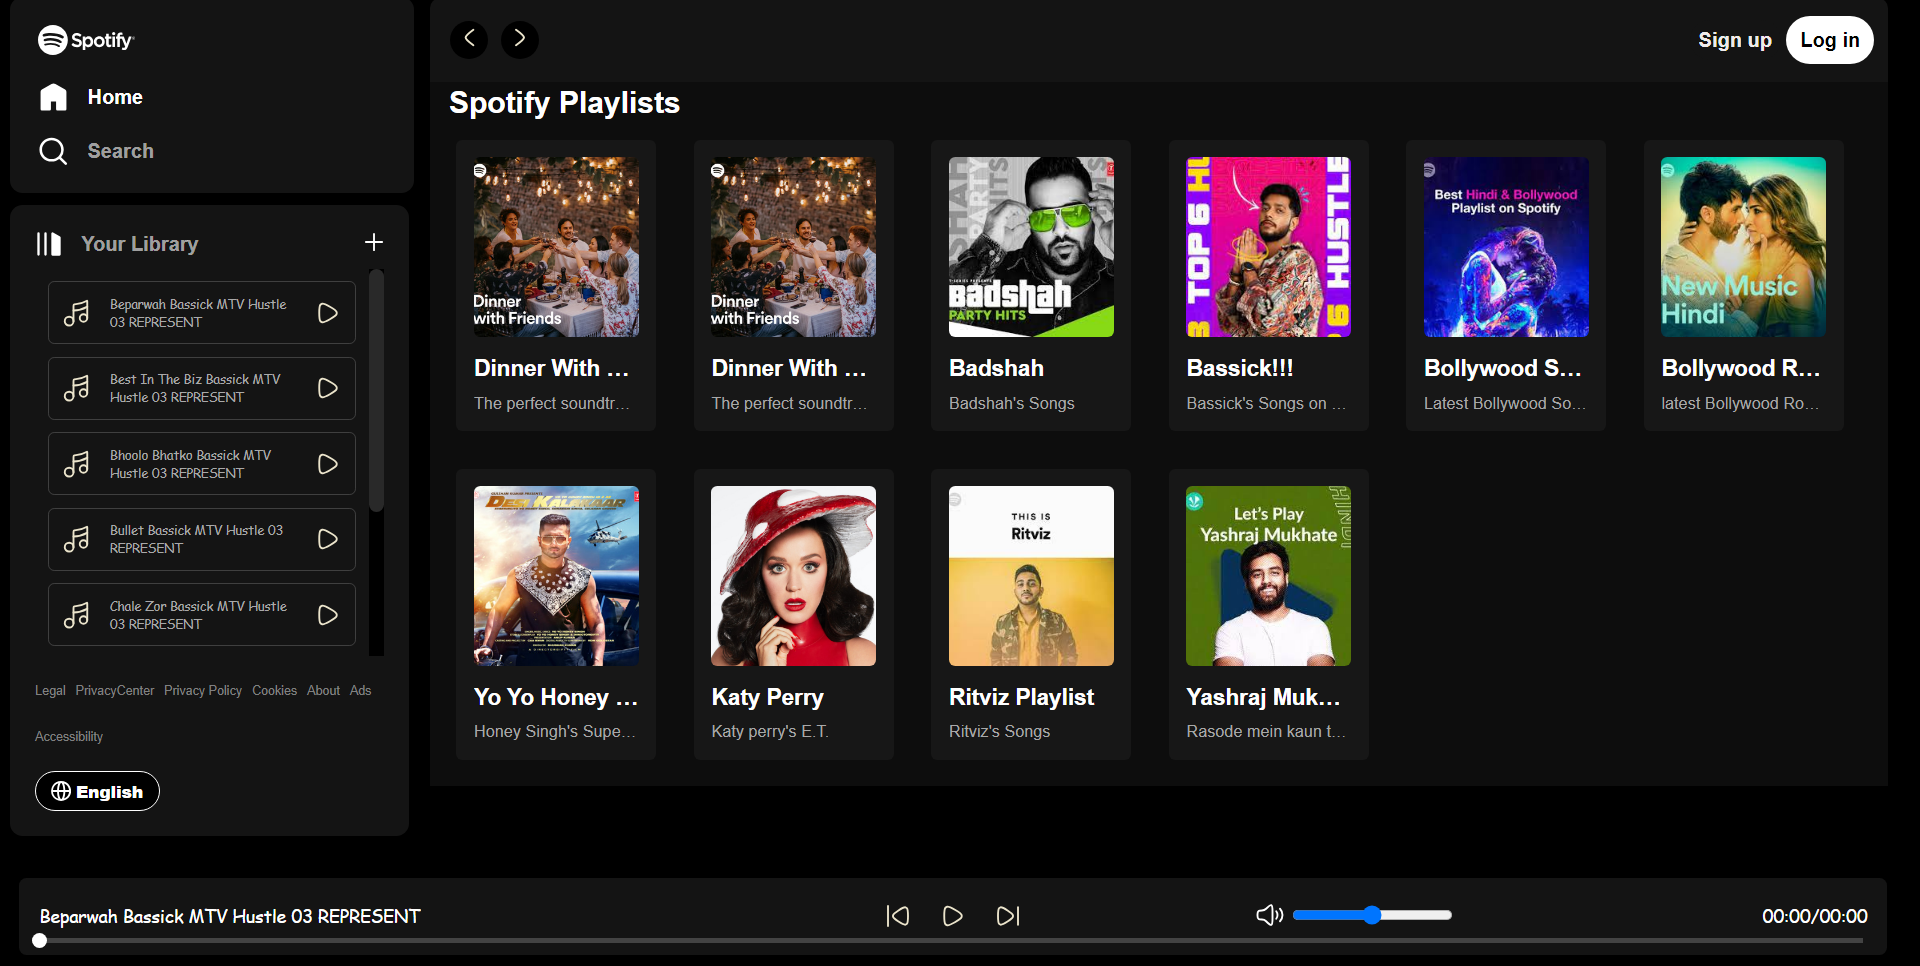 Spotify
Home
Search
Your Library
Beparwah Bassick MTV Hustle
03 REPRESENT
Best In The Biz Bassick MTV
Hustle 03 REPRESENT
Bhoolo Bhatko Bassick MTV
Hustle 03 REPRESENT
Bullet Bassick MTV Hustle 03
REPRESENT
Chale Zor Bassick MTV Hustle
03 REPRESENT
Legal PrivacyCenter Privacy Policy Cookies About Ads
Accessibility
English
Sign up
Log in
Spotify Playlists
Dinner
with Friends
Dinner With ...
The perfect soundtr...
Dinner
with Friends
Dinner With ...
The perfect soundtr...
BADSHAH
PARTY HITS
Badshah
Badshah's Songs
TOP 6
HUSTLE
Bassick!!!
Bassick's Songs on ...
Best Hindi & Bollywood
Playlist on Spotify
Bollywood S...
Latest Bollywood So...
New Music
Hindi
Bollywood R...
latest Bollywood Ro...
DESI KALAKAAR
Yo Yo Honey ...
Honey Singh's Supe...
Katy Perry
Katy perry's E.T.
THIS IS
Ritviz
Ritviz Playlist
Ritviz's Songs
HINDI
Let's Play
Yashraj Mukhate
Yashraj Muk...
Rasode mein kaun t...
Beparwah Bassick MTV Hustle 03 REPRESENT
00:00/00:00